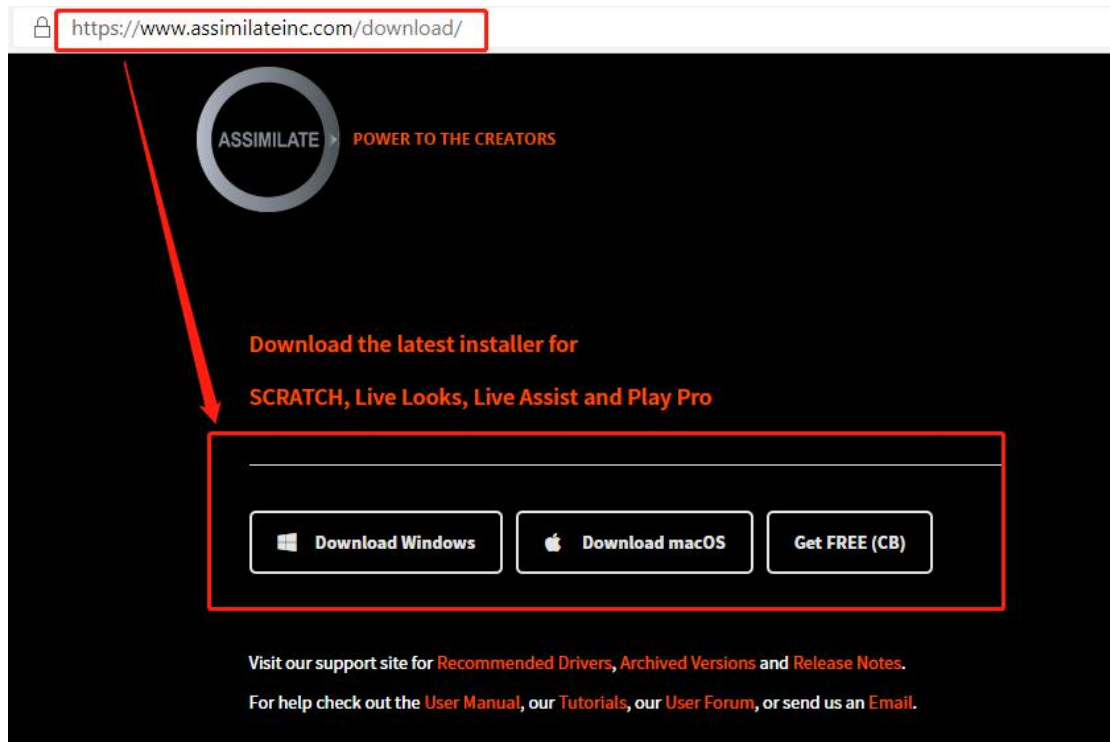 https://www.assimilateinc.com/download/
ASSIMILATE
POWER TO THE CREATORS
Download the latest installer for
SCRATCH, Live Looks, Live Assist and Play Pro
Download Windows
Download macOS
Get FREE (CB)
Visit our support site for Recommended Drivers, Archived Versions and Release Notes.
For help check out the User Manual, our Tutorials, our User Forum, or send us an Email.